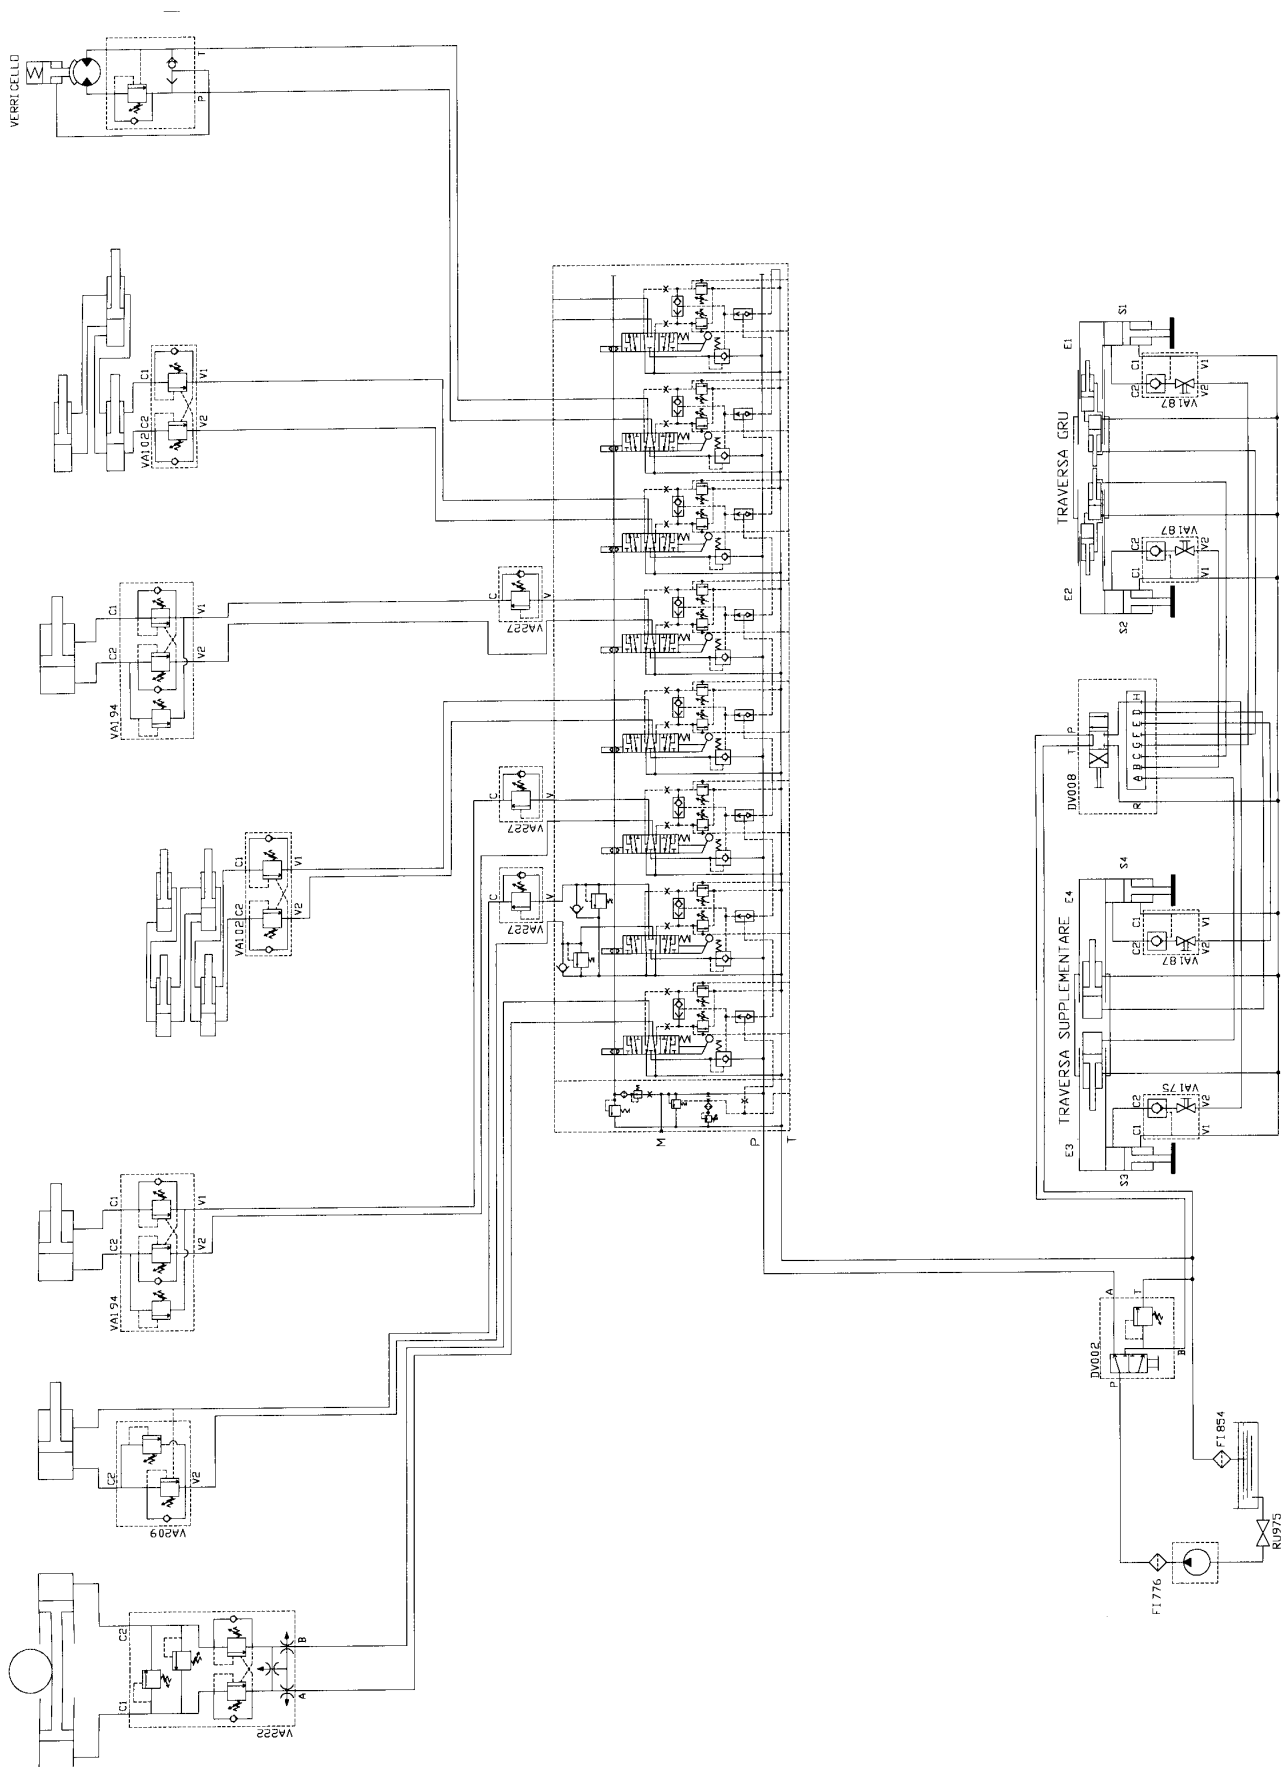 VERRICELLO
T
P
C1
V1
VA102
C2
V2
C1
V1
C2
V2
VA194
C
V
VA227
C1
V1
C2
V2
VA102
C
V
VA227
C
V
VA227
C1
V1
C2
V2
VA194
C2
V2
VA209
C2
C1
B
A
VA222
M
P
T
TRAVERSA GRU
E1
S1
C2
C1
V2
V1
VA187
E2
S2
C1
C2
V1
V2
VA187
DV008
T
P
R
A
B
C
G
F
E
D
H
TRAVERSA SUPPLEMENTARE
E4
S4
C2
C1
V2
V1
VA187
E3
S3
C1
C2
V1
V2
VA175
DV002
A
T
P
B
FI854
RU975
FI776